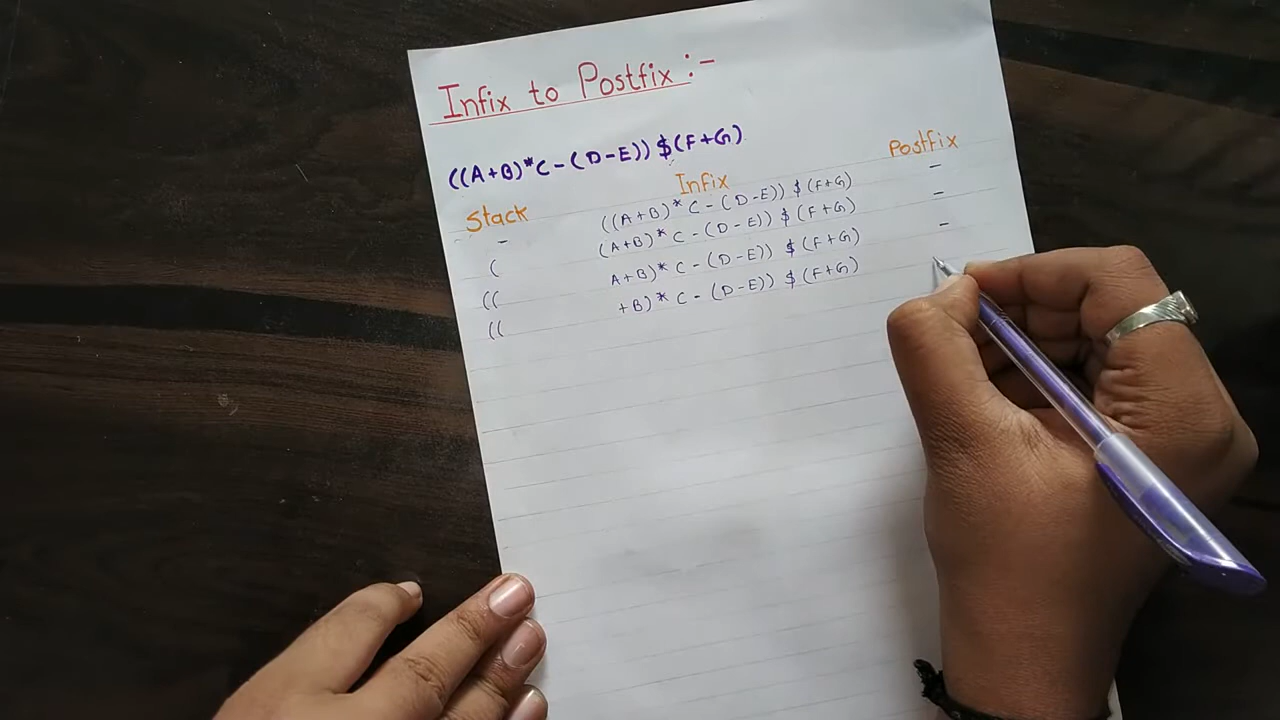 Infix to Postfix :-
((A+B)*C-(D-E))$(F+G)
Stack Infix Postfix
- ((A+B)*C-(D-E))$(F+G) -
( (A+B)*C-(D-E))$(F+G) -
(( A+B)*C-(D-E))$(F+G) -
(( +B)*C-(D-E))$(F+G)